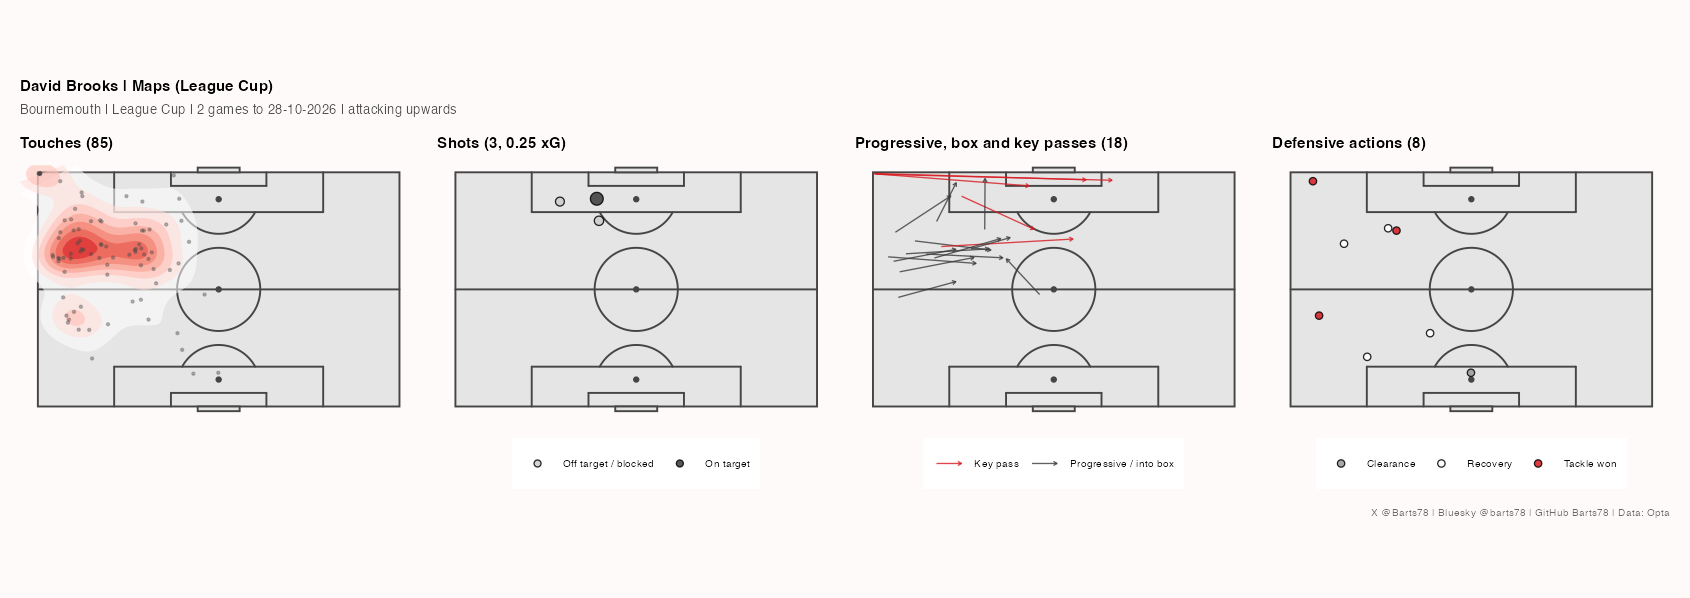 David Brooks | Maps (League Cup)
Bournemouth | League Cup | 2 games to 28-10-2026 | attacking upwards
Touches (85)
Shots (3, 0.25 xG)
Progressive, box and key passes (18)
Defensive actions (8)
Off target / blocked
On target
Key pass
Progressive / into box
Clearance
Recovery
Tackle won
X @Barts78 | Bluesky @barts78 | GitHub Barts78 | Data: Opta